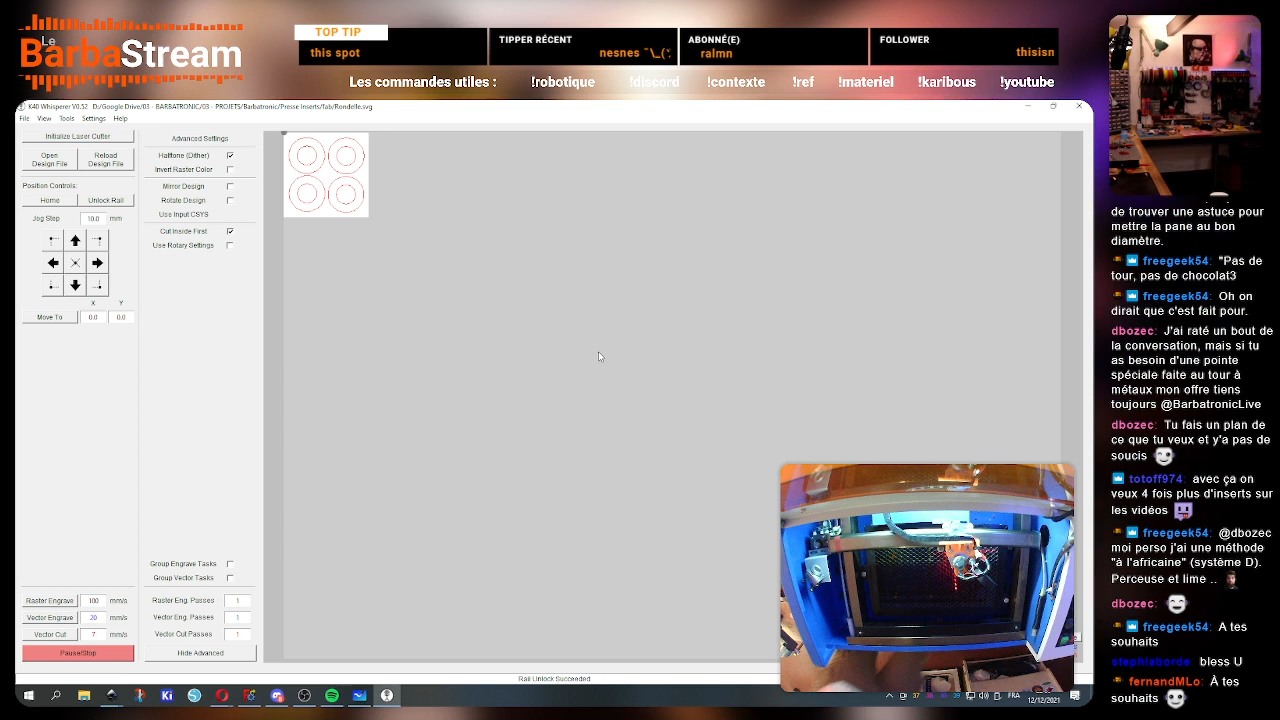 Le
BarbaStream
TOP TIP
this spot
TIPPER RÉCENT
nesnes ¯\_(:
ABONNÉ(E)
ralmn
FOLLOWER
thisisn
Les commandes utiles : !robotique !discord !contexte !ref !materiel !karibous !youtube
K40 Whisperer V0.52 D:/Google Drive/03 - BARBATRONIC/03 - PROJETS/Barbatronic/Presse Inserts/fab/Rondelle.svg
File View Tools Settings Help
Initialize Laser Cutter
Open Design File
Reload Design File
Position Controls:
Home
Unlock Rail
Jog Step 10.0 mm
X Y
Move To 0.0 0.0
Raster Engrave 100 mm/s
Vector Engrave 20 mm/s
Vector Cut 7 mm/s
Pause/Stop
Advanced Settings
Halftone (Dither)
Invert Raster Color
Mirror Design
Rotate Design
Use Input CSYS
Cut Inside First
Use Rotary Settings
Group Engrave Tasks
Group Vector Tasks
Raster Eng. Passes 1
Vector Eng. Passes 1
Vector Cut Passes 1
Hide Advanced
Rail Unlock Succeeded
FRA
12/12/2021
de trouver une astuce pour
mettre la pane au bon
diamètre.
freegeek54: "Pas de
tour, pas de chocolat3
freegeek54: Oh on
dirait que c'est fait pour.
dbozec: J'ai raté un bout de
la conversation, mais si tu
as besoin d'une pointe
spéciale faite au tour à
métaux mon offre tiens
toujours @BarbatronicLive
dbozec: Tu fais un plan de
ce que tu veux et y'a pas de
soucis
totoff974: avec ça on
veux 4 fois plus d'inserts sur
les vidéos
freegeek54: @dbozec
moi perso j'ai une méthode
"à l'africaine" (système D).
Perceuse et lime ..
dbozec:
freegeek54: A tes
souhaits
stephlaborde: bless U
fernandMLo: À tes
souhaits